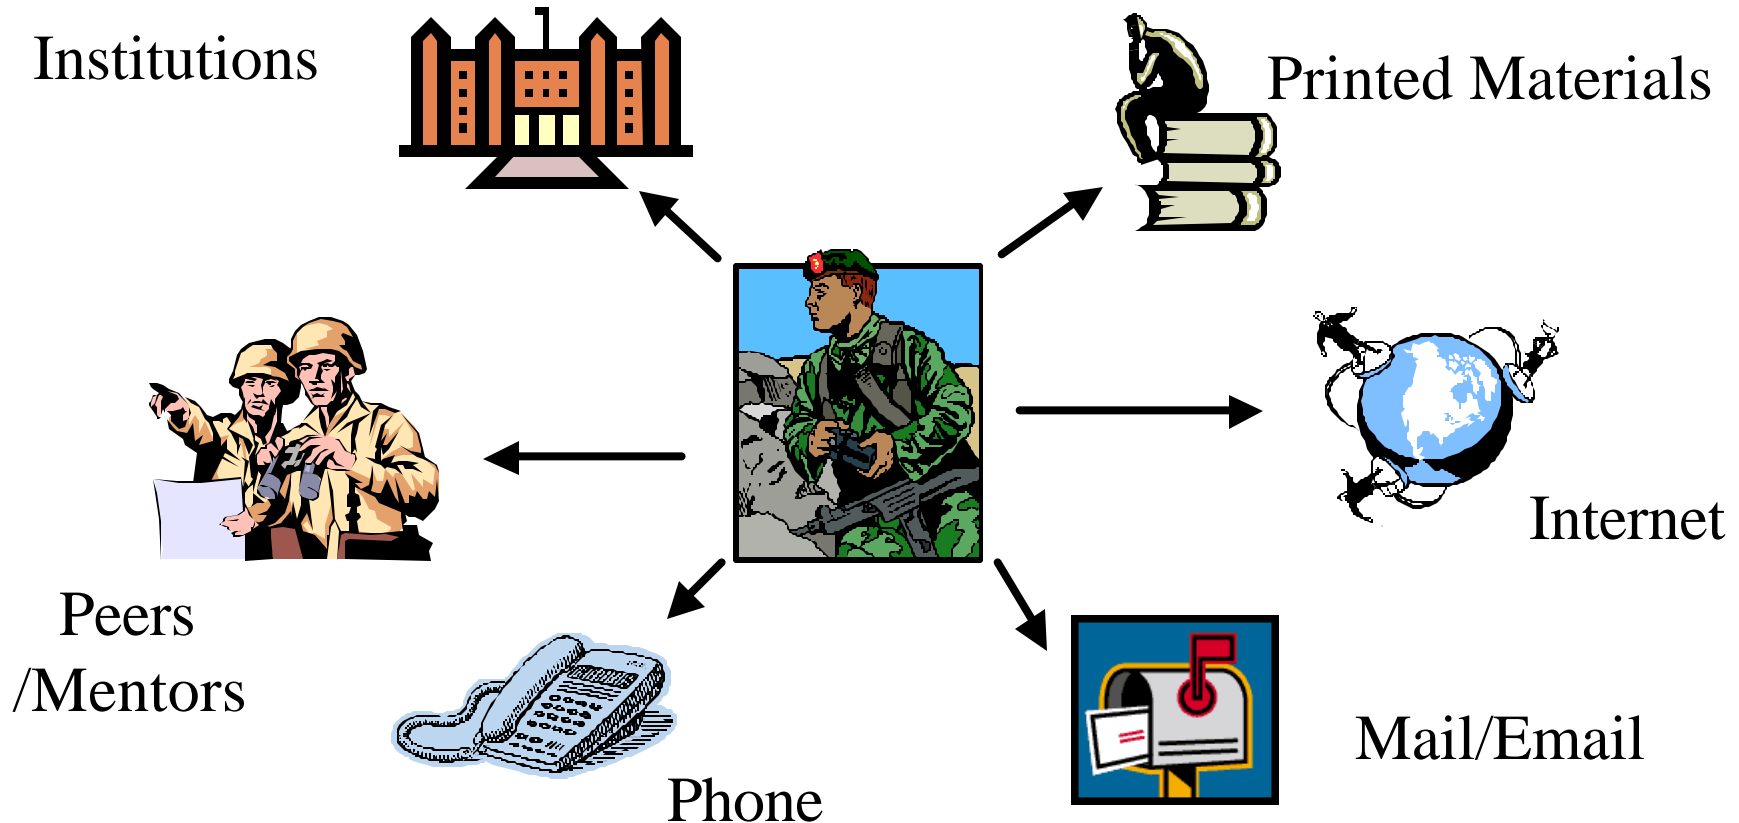 Institutions
Printed Materials
Internet
Peers
/Mentors
Mail/Email
Phone